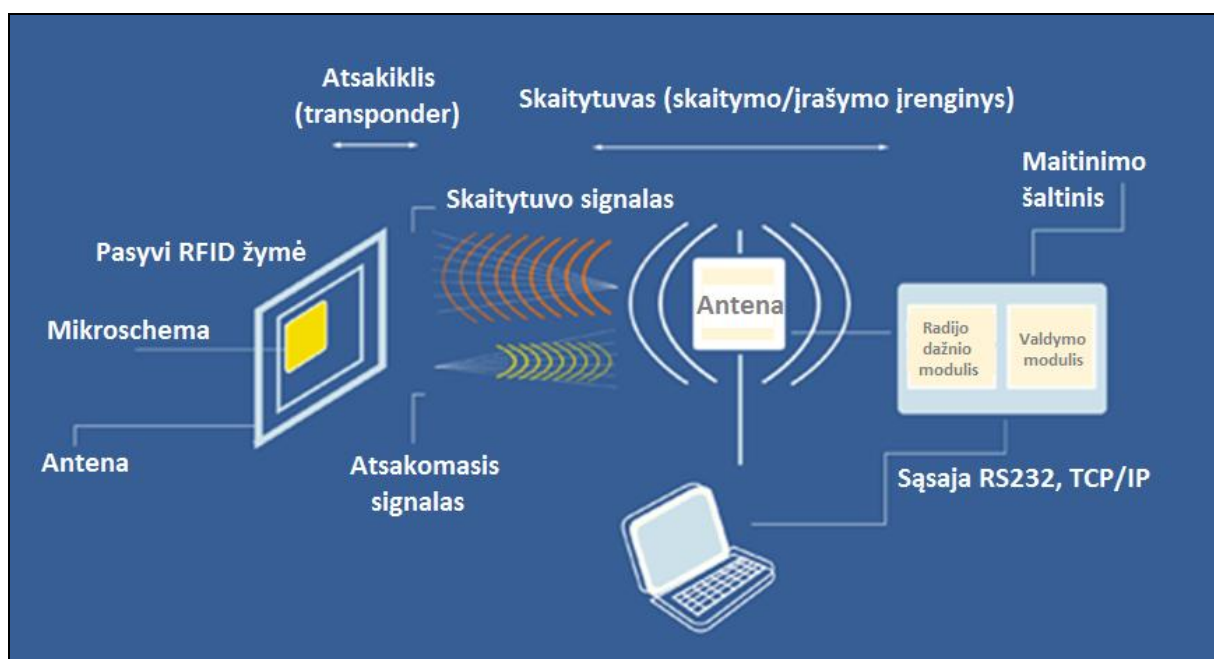 Atsakiklis
(transponder)
Skaitytuvas (skaitymo/įrašymo įrenginys)
Maitinimo
šaltinis
Skaitytuvo signalas
Pasyvi RFID žymė
Mikroschema
Antena
Radijo
dažnio
modulis
Valdymo
modulis
Antena
Atsakomasis
signalas
Sąsaja RS232, TCP/IP